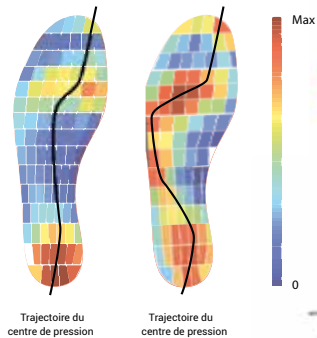 Max
0
Trajectoire du
centre de pression
Trajectoire du
centre de pression